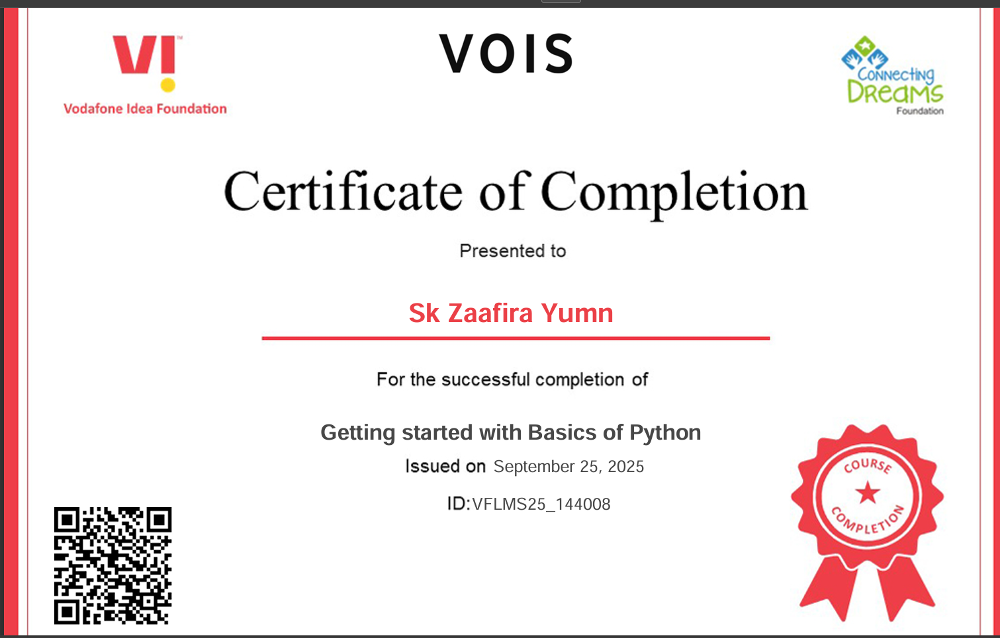 VI™
Vodafone Idea Foundation
VOIS
Connecting
Dreams
Foundation
Certificate of Completion
Presented to
Sk Zaafira Yumn
For the successful completion of
Getting started with Basics of Python
Issued on September 25, 2025
ID:VFLMS25_144008
COURSE
COMPLETION